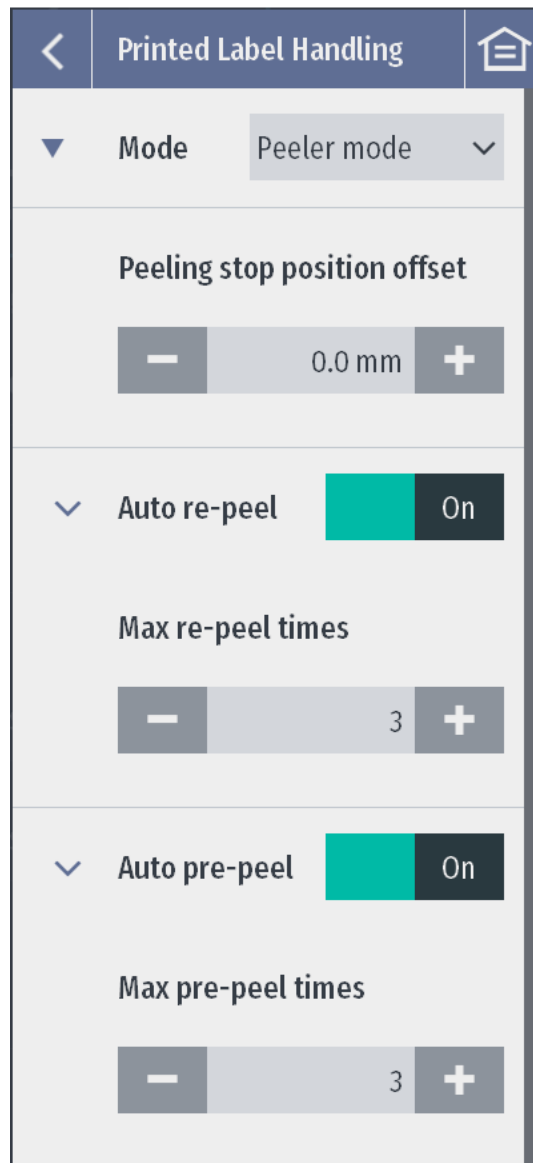 Printed Label Handling
Mode
Peeler mode
Peeling stop position offset
0.0 mm
Auto re-peel
On
Max re-peel times
3
Auto pre-peel
On
Max pre-peel times
3